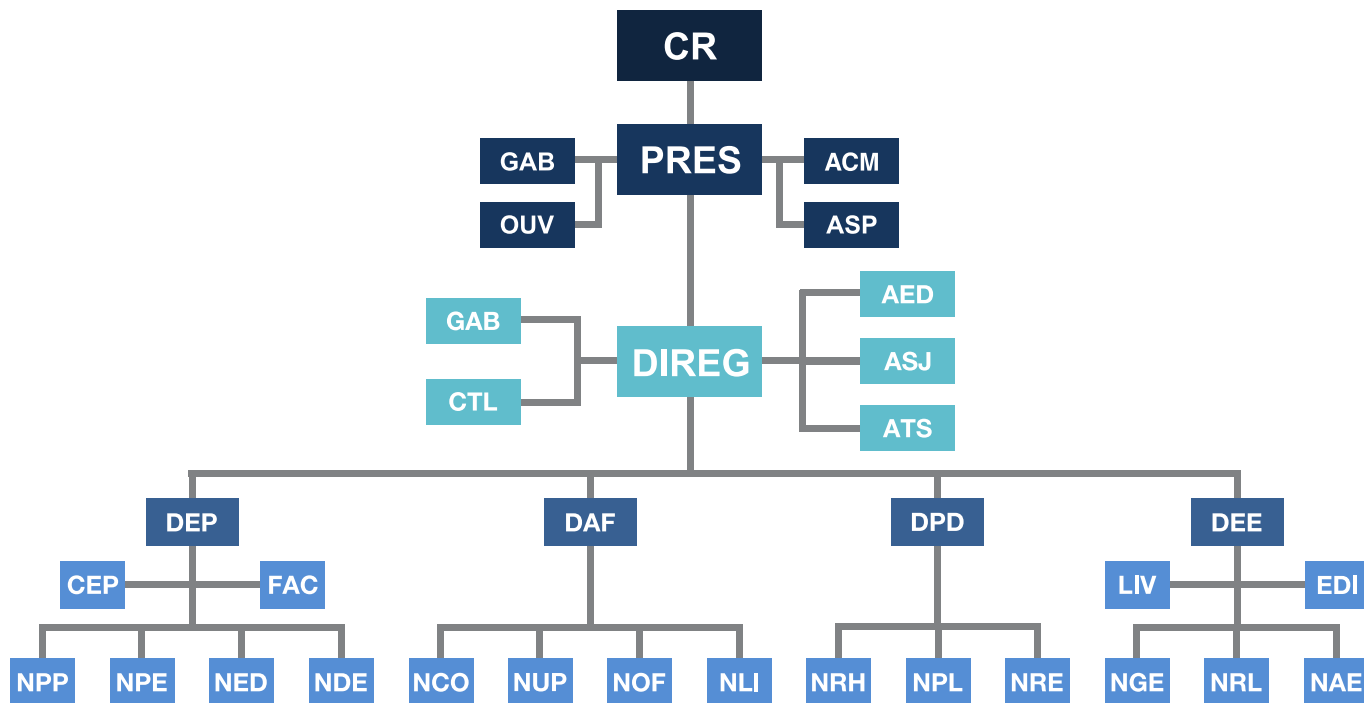 CR
GAB
PRES
ACM
OUV
ASP
AED
GAB
DIREG
ASJ
CTL
ATS
DEP
DAF
DPD
DEE
CEP
FAC
LIV
EDI
NPP
NPE
NED
NDE
NCO
NUP
NOF
NLI
NRH
NPL
NRE
NGE
NRL
NAE